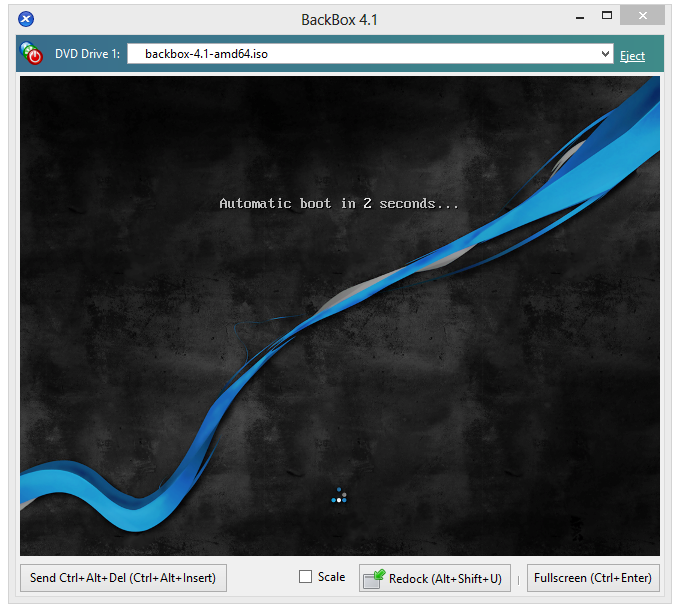 BackBox 4.1
DVD Drive 1: backbox-4.1-amd64.iso Eject
Automatic boot in 2 seconds...
Send Ctrl+Alt+Del (Ctrl+Alt+Insert) Scale Redock (Alt+Shift+U) Fullscreen (Ctrl+Enter)